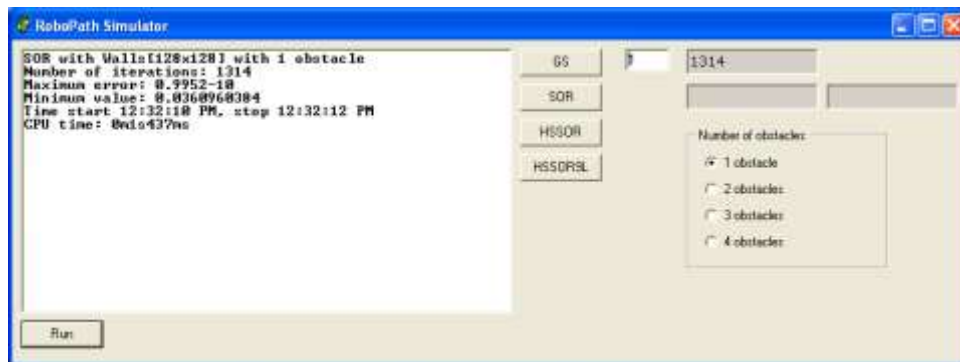 RoboPath Simulator
SOR with Walls[128x128] with 1 obstacle
Number of iterations: 1314
Maximum error: 0.9952-10
Minimum value: 0.0360960384
Time start 12:32:10 PM, stop 12:32:12 PM
CPU time: 0m1s437ms
GS
1314
SOR
HSSOR
HSSOR9L
Number of obstacles
1 obstacle
2 obstacles
3 obstacles
4 obstacles
Run